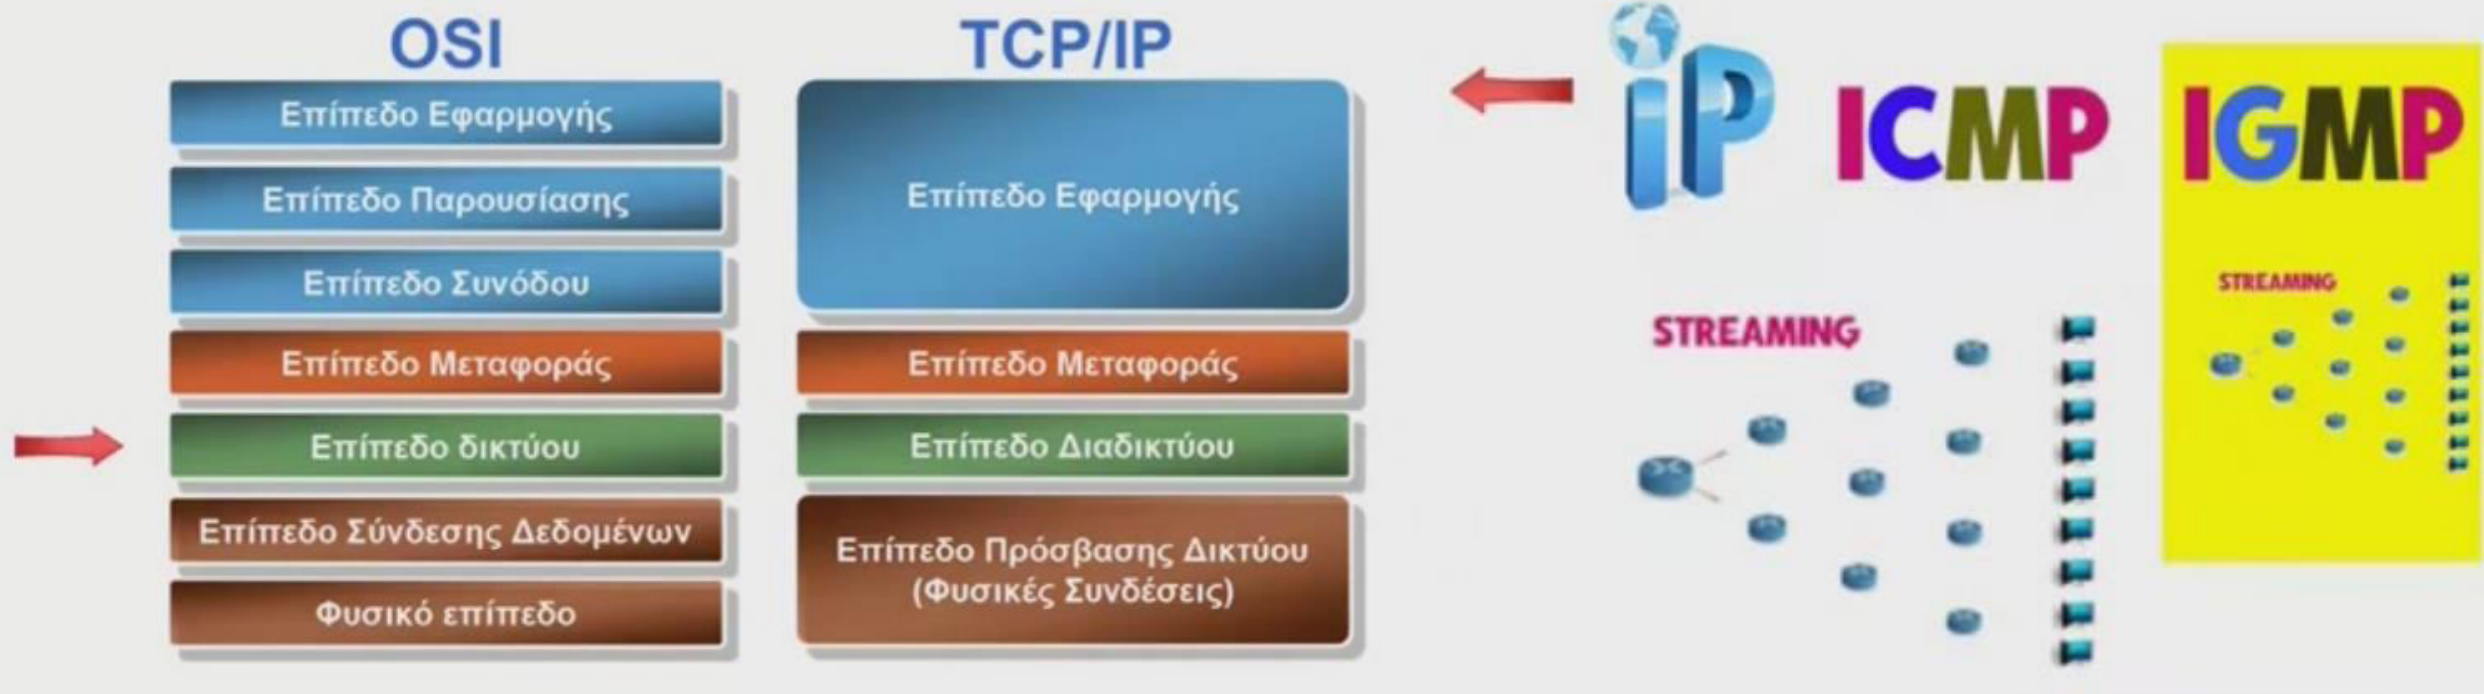 OSI
Επίπεδο Εφαρμογής
Επίπεδο Παρουσίασης
Επίπεδο Συνόδου
Επίπεδο Μεταφοράς
Επίπεδο δικτύου
Επίπεδο Σύνδεσης Δεδομένων
Φυσικό επίπεδο
TCP/IP
Επίπεδο Εφαρμογής
Επίπεδο Μεταφοράς
Επίπεδο Διαδικτύου
Επίπεδο Πρόσβασης Δικτύου
(Φυσικές Συνδέσεις)
iP
ICMP
IGMP
STREAMING
STREAMING